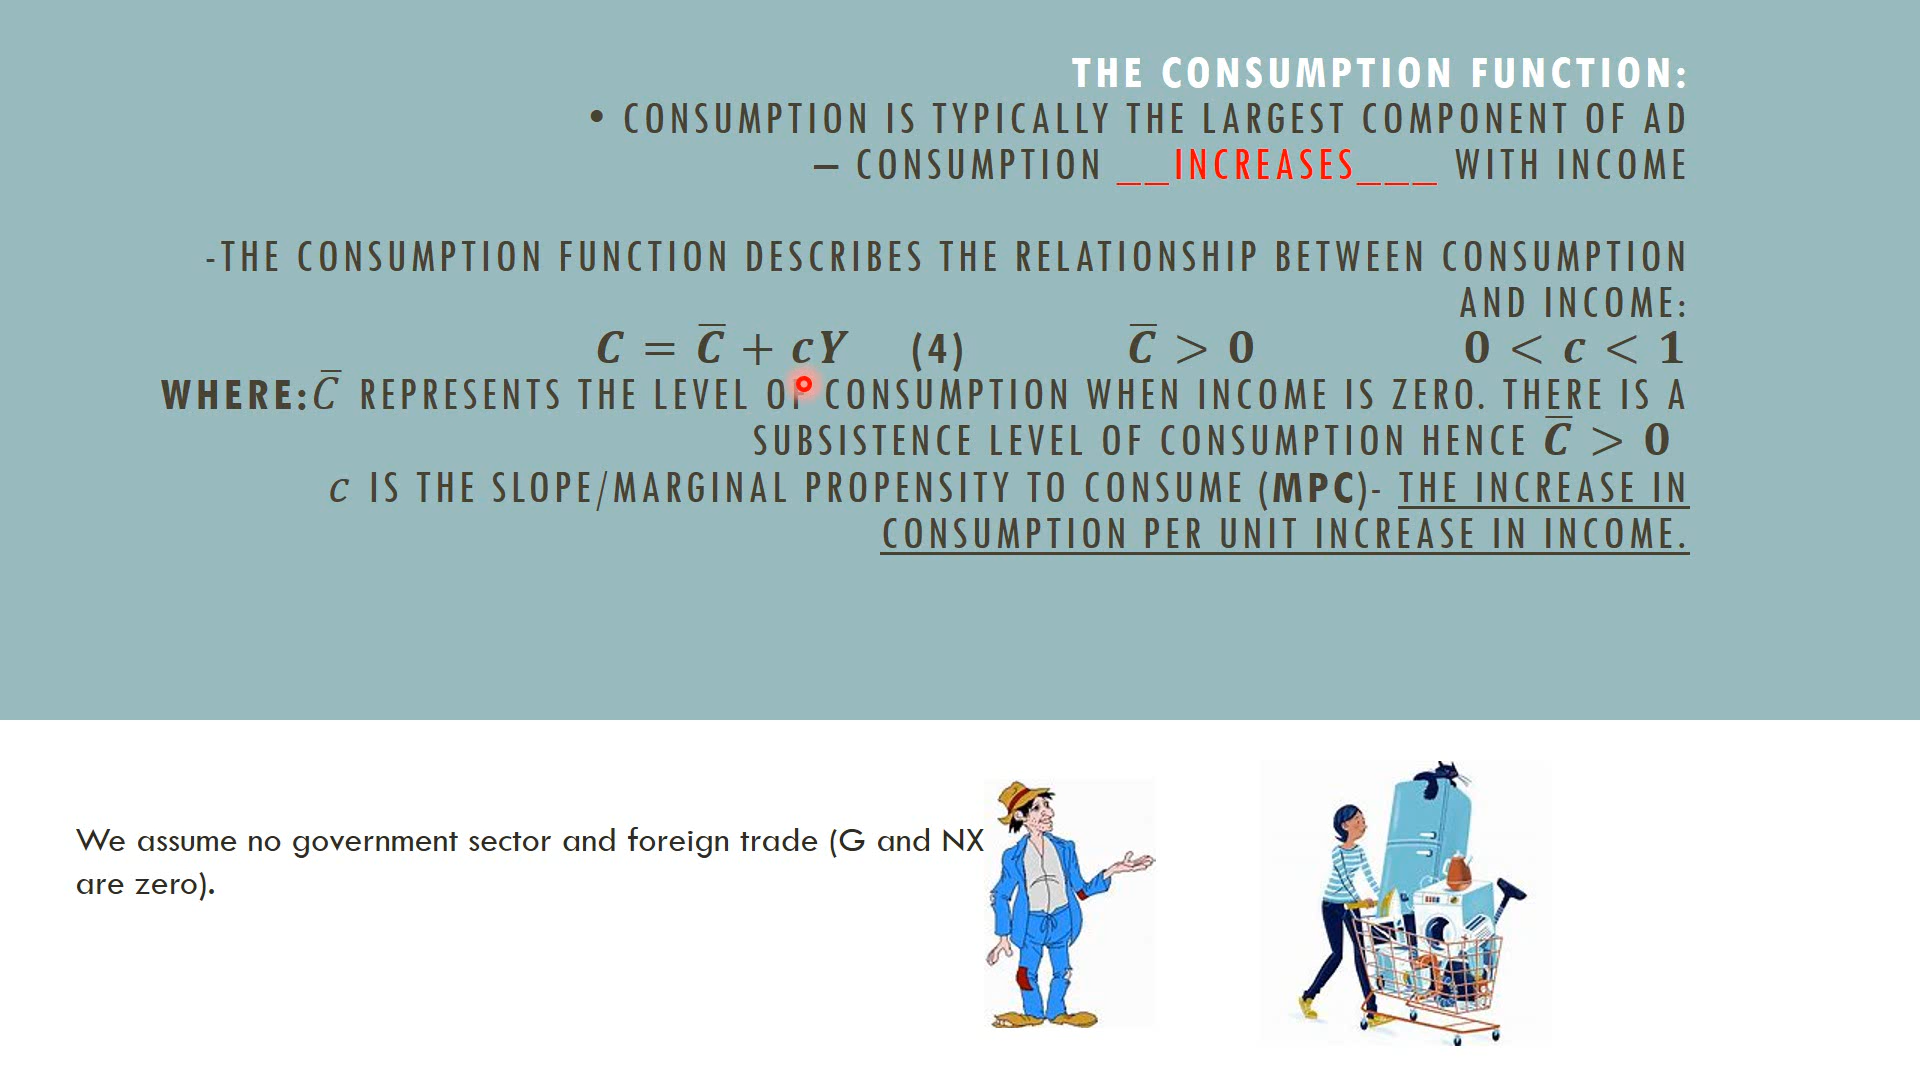 THE CONSUMPTION FUNCTION:
• CONSUMPTION IS TYPICALLY THE LARGEST COMPONENT OF AD
– CONSUMPTION __INCREASES___ WITH INCOME
-THE CONSUMPTION FUNCTION DESCRIBES THE RELATIONSHIP BETWEEN CONSUMPTION
AND INCOME:
C = C̅ + cY (4) C̅ > 0 0 < c < 1
WHERE: C̅ REPRESENTS THE LEVEL OF CONSUMPTION WHEN INCOME IS ZERO. THERE IS A
SUBSISTENCE LEVEL OF CONSUMPTION HENCE C̅ > 0
c IS THE SLOPE/MARGINAL PROPENSITY TO CONSUME (MPC)- THE INCREASE IN
CONSUMPTION PER UNIT INCREASE IN INCOME.
We assume no government sector and foreign trade (G and NX
are zero).